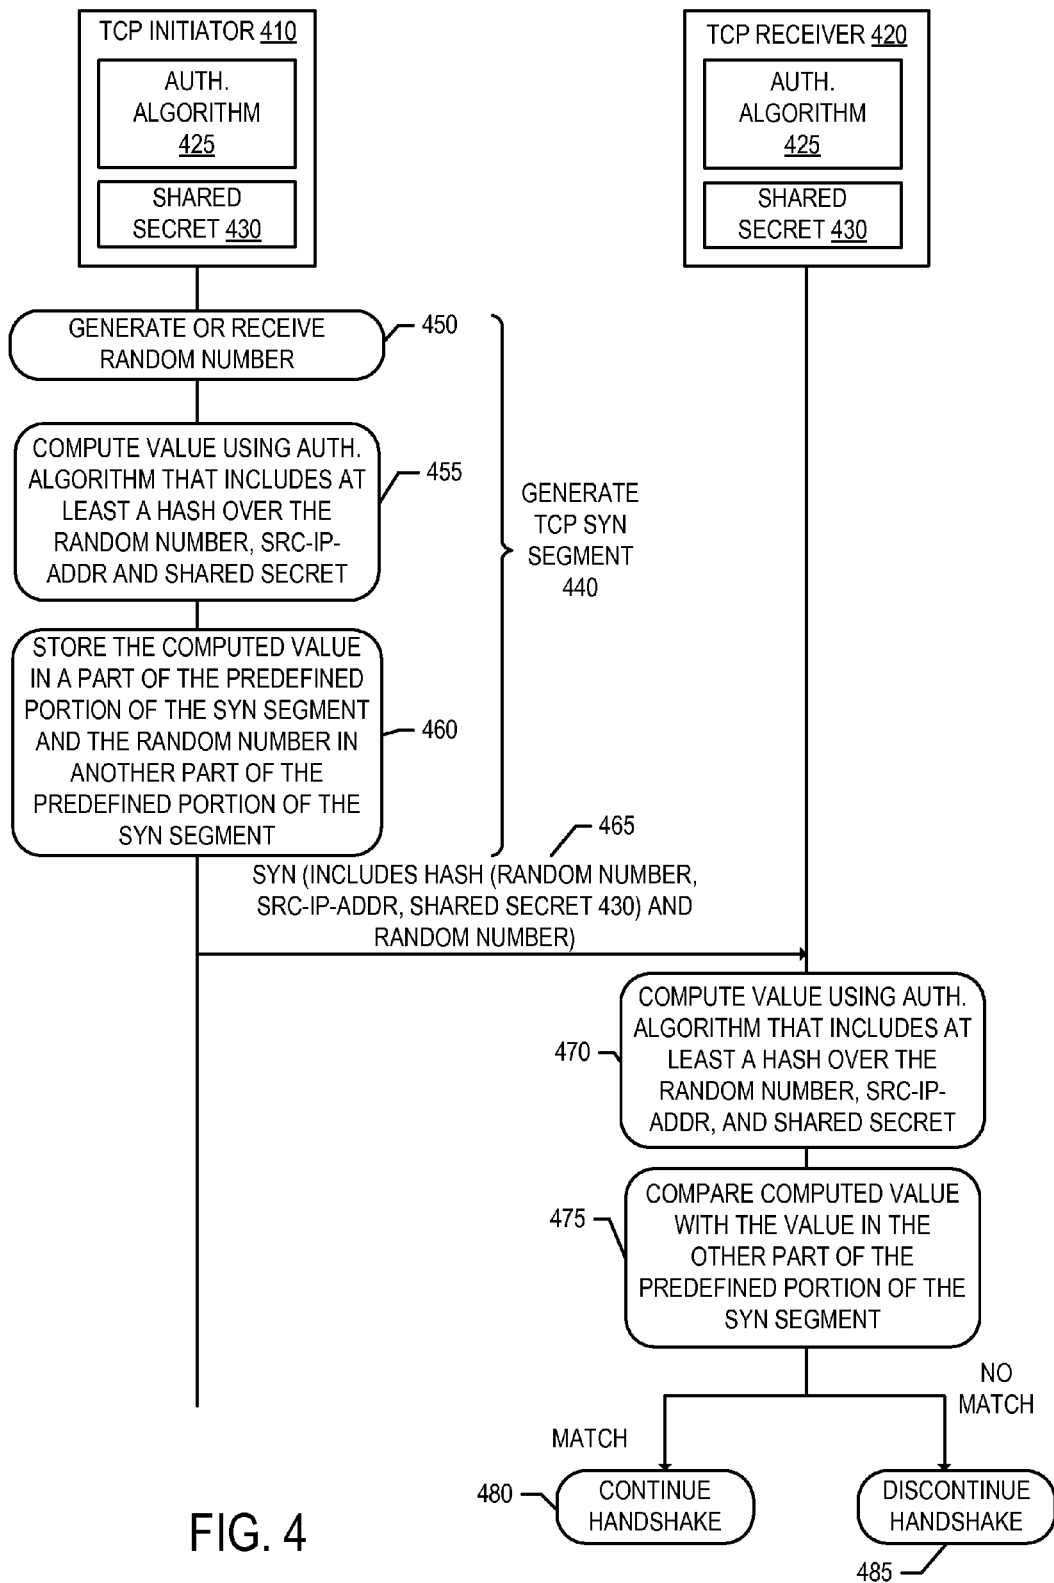 TCP INITIATOR 410
AUTH.
ALGORITHM
425
SHARED
SECRET 430
TCP RECEIVER 420
AUTH.
ALGORITHM
425
SHARED
SECRET 430
GENERATE OR RECEIVE
RANDOM NUMBER
450
COMPUTE VALUE USING AUTH.
ALGORITHM THAT INCLUDES AT
LEAST A HASH OVER THE
RANDOM NUMBER, SRC-IP-
ADDR AND SHARED SECRET
455
GENERATE
TCP SYN
SEGMENT
440
STORE THE COMPUTED VALUE
IN A PART OF THE PREDEFINED
PORTION OF THE SYN SEGMENT
AND THE RANDOM NUMBER IN
ANOTHER PART OF THE
PREDEFINED PORTION OF THE
SYN SEGMENT
460
465
SYN (INCLUDES HASH (RANDOM NUMBER,
SRC-IP-ADDR, SHARED SECRET 430) AND
RANDOM NUMBER)
COMPUTE VALUE USING AUTH.
ALGORITHM THAT INCLUDES AT
LEAST A HASH OVER THE
RANDOM NUMBER, SRC-IP-
ADDR, AND SHARED SECRET
470
COMPARE COMPUTED VALUE
WITH THE VALUE IN THE
OTHER PART OF THE
PREDEFINED PORTION OF THE
SYN SEGMENT
475
NO
MATCH
MATCH
480
CONTINUE
HANDSHAKE
DISCONTINUE
HANDSHAKE
485
FIG. 4